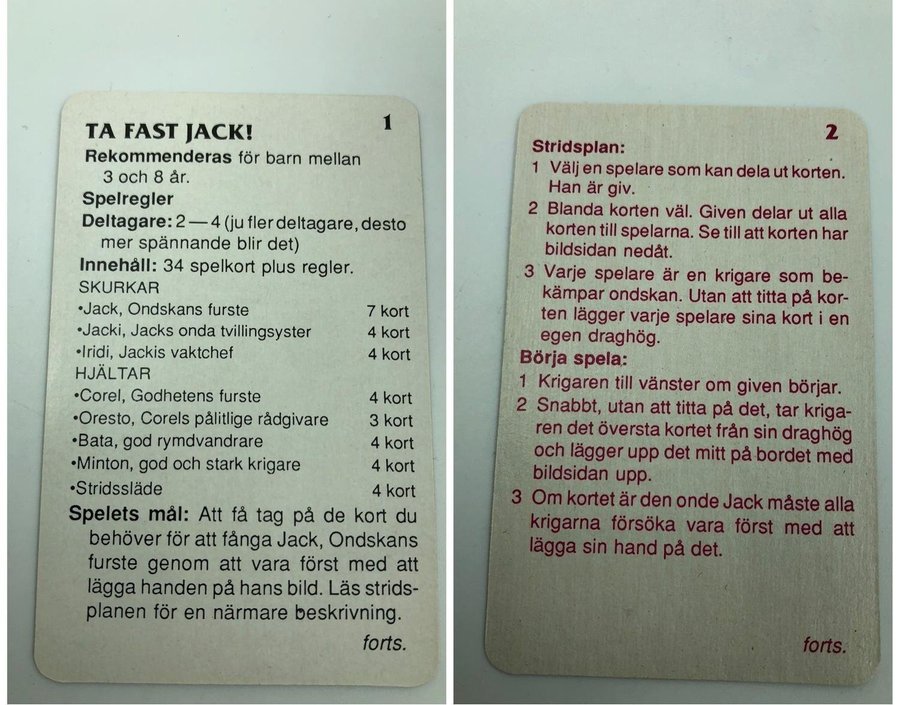 TA FAST JACK!
1
Rekommenderas för barn mellan
3 och 8 år.
Spelregler
Deltagare: 2 — 4 (ju fler deltagare, desto
mer spännande blir det)
Innehåll: 34 spelkort plus regler.
SKURKAR
•Jack, Ondskans furste 7 kort
•Jacki, Jacks onda tvillingsyster 4 kort
•Iridi, Jackis vaktchef 4 kort
HJÄLTAR
•Corel, Godhetens furste 4 kort
•Oresto, Corels pålitlige rådgivare 3 kort
•Bata, god rymdvandrare 4 kort
•Minton, god och stark krigare 4 kort
•Stridssläde 4 kort
Spelets mål: Att få tag på de kort du
behöver för att fånga Jack, Ondskans
furste genom att vara först med att
lägga handen på hans bild. Läs strids-
planen för en närmare beskrivning.
forts.
2
Stridsplan:
1 Välj en spelare som kan dela ut korten.
Han är giv.
2 Blanda korten väl. Given delar ut alla
korten till spelarna. Se till att korten har
bildsidan nedåt.
3 Varje spelare är en krigare som be-
kämpar ondskan. Utan att titta på kor-
ten lägger varje spelare sina kort i en
egen draghög.
Börja spela:
1 Krigaren till vänster om given börjar.
2 Snabbt, utan att titta på det, tar kriga-
ren det översta kortet från sin draghög
och lägger upp det mitt på bordet med
bildsidan upp.
3 Om kortet är den onde Jack måste alla
krigarna försöka vara först med att
lägga sin hand på det.
forts.